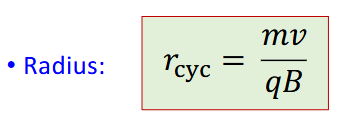 • Radius: r_cyc = mv / qB